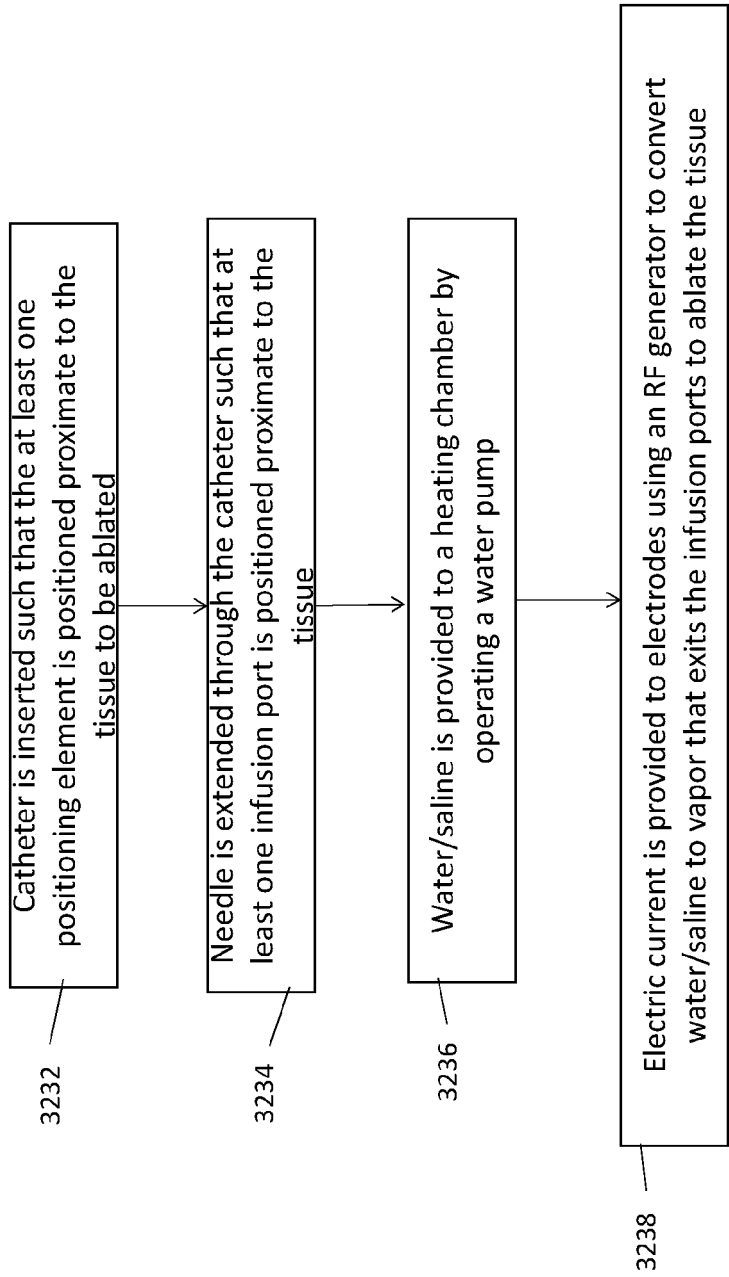 Catheter is inserted such that the at least one
positioning element is positioned proximate to the
tissue to be ablated
3232
Needle is extended through the catheter such that at
least one infusion port is positioned proximate to the
tissue
3234
Water/saline is provided to a heating chamber by
operating a water pump
3236
Electric current is provided to electrodes using an RF generator to convert
water/saline to vapor that exits the infusion ports to ablate the tissue
3238